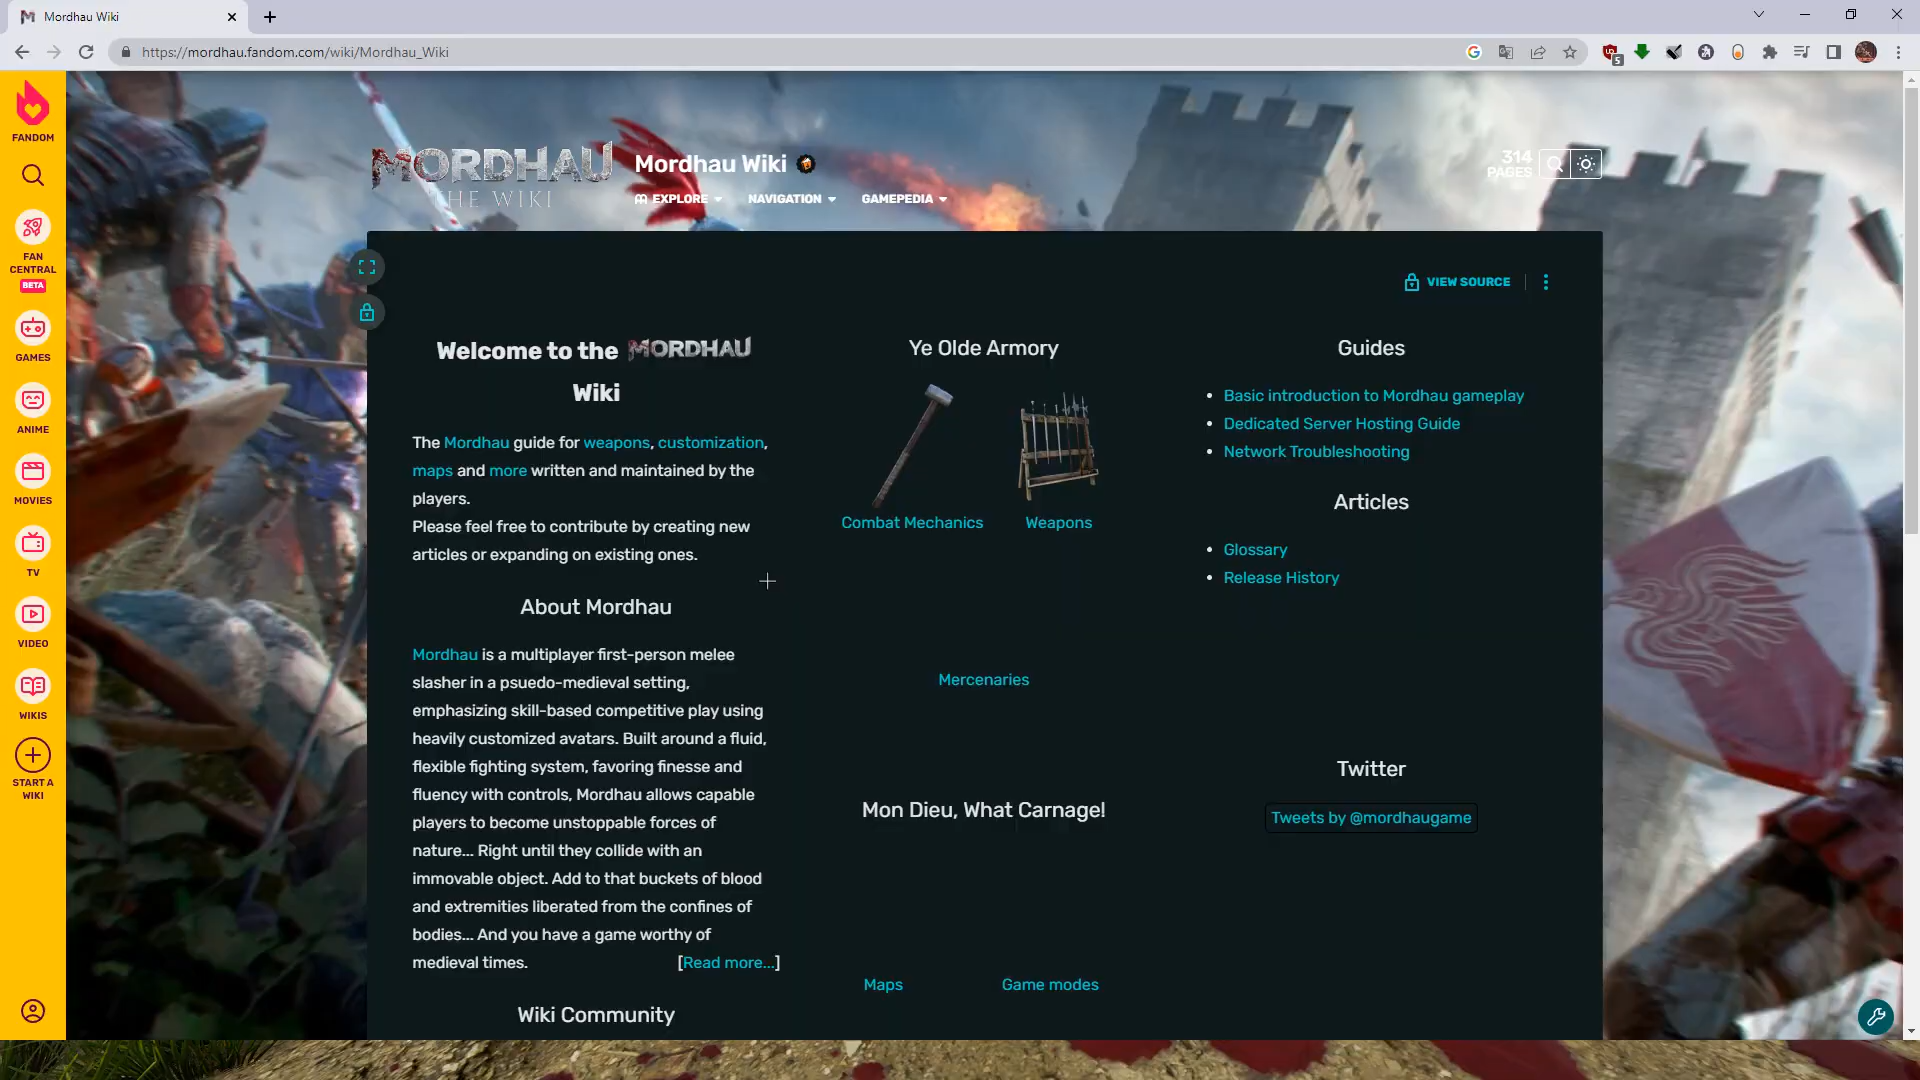 Mordhau Wiki
https://mordhau.fandom.com/wiki/Mordhau_Wiki
5
FANDOM
FAN
CENTRAL
BETA
GAMES
ANIME
MOVIES
TV
VIDEO
WIKIS
START A
WIKI
MORDHAU
THE WIKI
Mordhau Wiki
EXPLORE
NAVIGATION
GAMEPEDIA
314
PAGES
VIEW SOURCE
Welcome to the MORDHAU
Wiki
The Mordhau guide for weapons, customization,
maps and more written and maintained by the
players.
Please feel free to contribute by creating new
articles or expanding on existing ones.
About Mordhau
Mordhau is a multiplayer first-person melee
slasher in a psuedo-medieval setting,
emphasizing skill-based competitive play using
heavily customized avatars. Built around a fluid,
flexible fighting system, favoring finesse and
fluency with controls, Mordhau allows capable
players to become unstoppable forces of
nature... Right until they collide with an
immovable object. Add to that buckets of blood
and extremities liberated from the confines of
bodies... And you have a game worthy of
medieval times. [Read more...]
Wiki Community
Ye Olde Armory
Combat Mechanics
Weapons
Mercenaries
Mon Dieu, What Carnage!
Maps
Game modes
Guides
Basic introduction to Mordhau gameplay
Dedicated Server Hosting Guide
Network Troubleshooting
Articles
Glossary
Release History
Twitter
Tweets by @mordhaugame